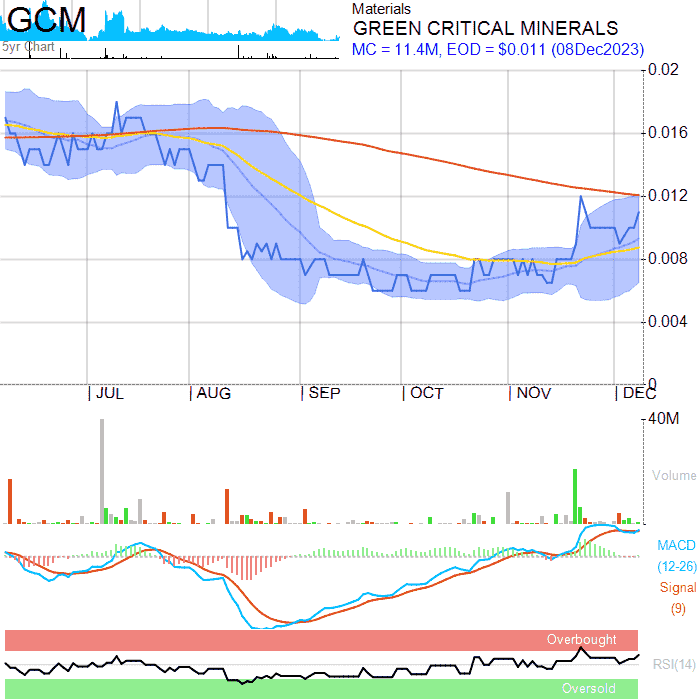 GCM
5yr Chart
Materials
GREEN CRITICAL MINERALS
MC = 11.4M, EOD = $0.011 (08Dec2023)
0.02
0.016
0.012
0.008
0.004
0
JUL AUG SEP OCT NOV DEC
40M
Volume
MACD
(12-26)
Signal
(9)
Overbought
RSI(14)
Oversold